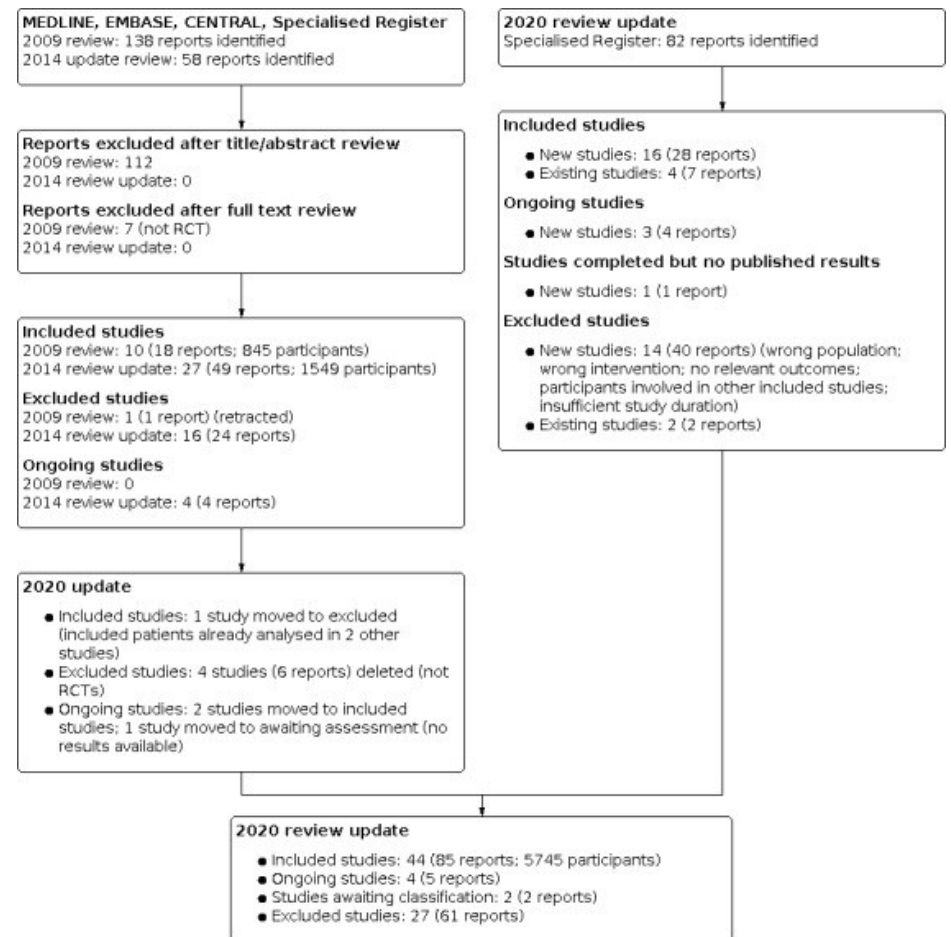 MEDLINE, EMBASE, CENTRAL, Specialised Register
2009 review: 138 reports identified
2014 update review: 58 reports identified
2020 review update
Specialised Register: 82 reports identified
Reports excluded after title/abstract review
2009 review: 112
2014 review update: 0
Reports excluded after full text review
2009 review: 7 (not RCT)
2014 review update: 0
Included studies
● New studies: 16 (28 reports)
● Existing studies: 4 (7 reports)
Ongoing studies
● New studies: 3 (4 reports)
Studies completed but no published results
● New studies: 1 (1 report)
Excluded studies
● New studies: 14 (40 reports) (wrong population;
wrong intervention; no relevant outcomes;
participants involved in other included studies;
insufficient study duration)
● Existing studies: 2 (2 reports)
Included studies
2009 review: 10 (18 reports; 845 participants)
2014 review update: 27 (49 reports; 1549 participants)
Excluded studies
2009 review: 1 (1 report) (retracted)
2014 review update: 16 (24 reports)
Ongoing studies
2009 review: 0
2014 review update: 4 (4 reports)
2020 update
● Included studies: 1 study moved to excluded
(included patients already analysed in 2 other
studies)
● Excluded studies: 4 studies (6 reports) deleted (not
RCTs)
● Ongoing studies: 2 studies moved to included
studies; 1 study moved to awaiting assessment (no
results available)
2020 review update
● Included studies: 44 (85 reports; 5745 participants)
● Ongoing studies: 4 (5 reports)
● Studies awaiting classification: 2 (2 reports)
● Excluded studies: 27 (61 reports)